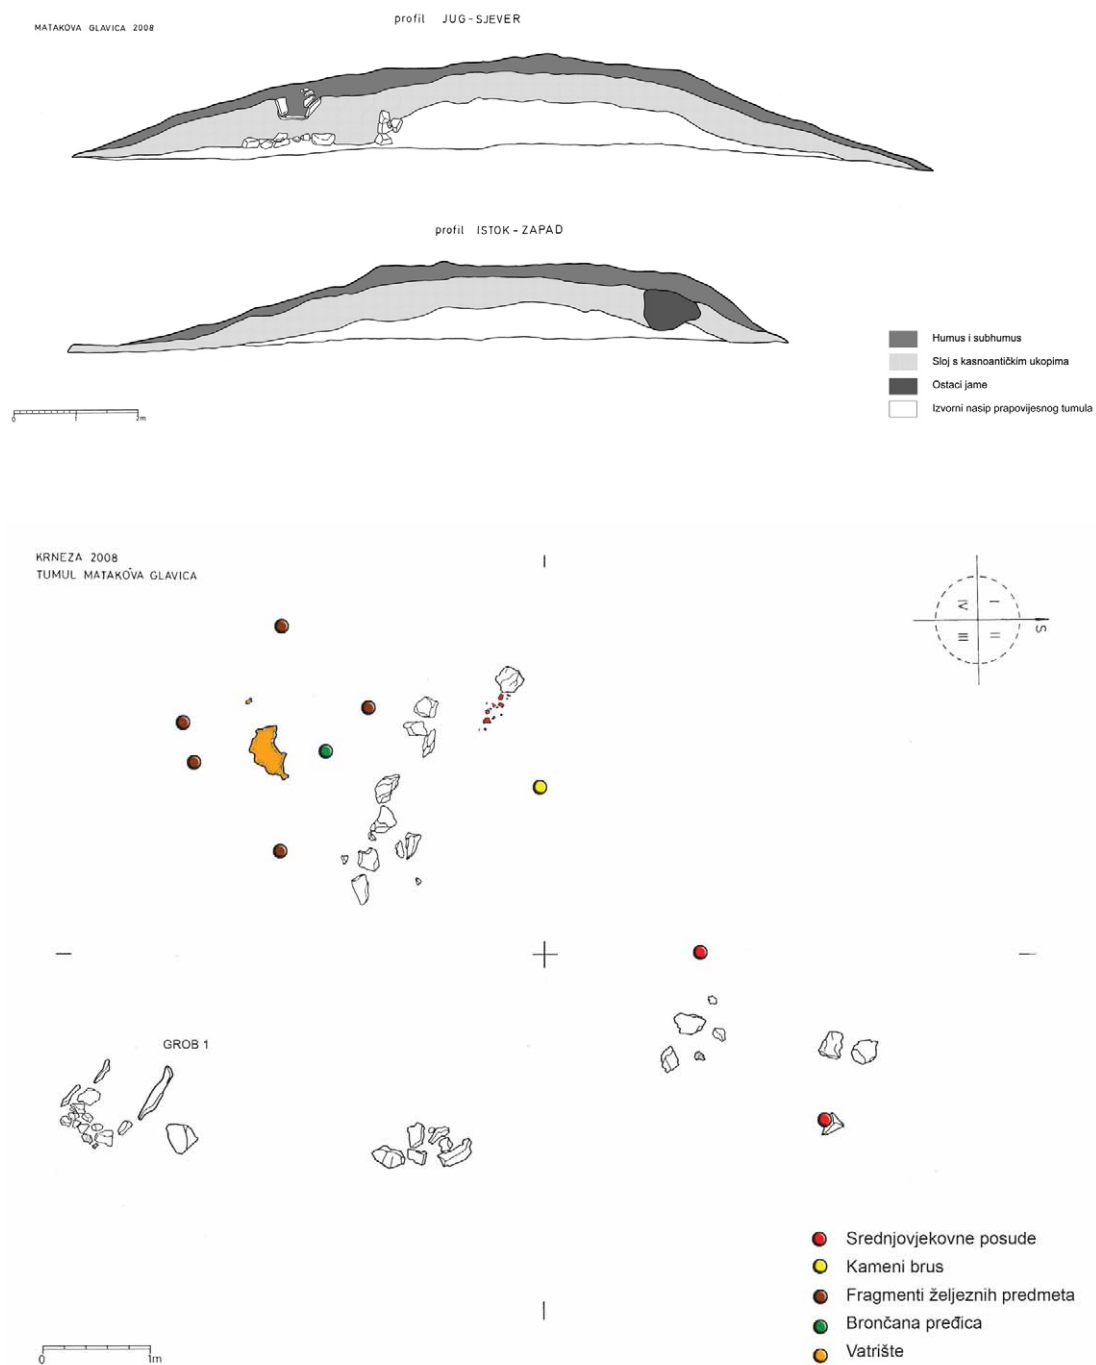 MATAKOVA GLAVICA 2008
profil JUG-SJEVER
profil ISTOK-ZAPAD
0 1 2m
Humus i subhumus
Sloj s kasnoantičkim ukopima
Ostaci jame
Izvorni nasip prapovijesnog tumula
KRNEZA 2008
TUMUL MATAKOVA GLAVICA
IV I
III II
S
GROB 1
Srednjovjekovne posude
Kameni brus
Fragmenti željeznih predmeta
Brončana pređica
Vatrište
0 1m